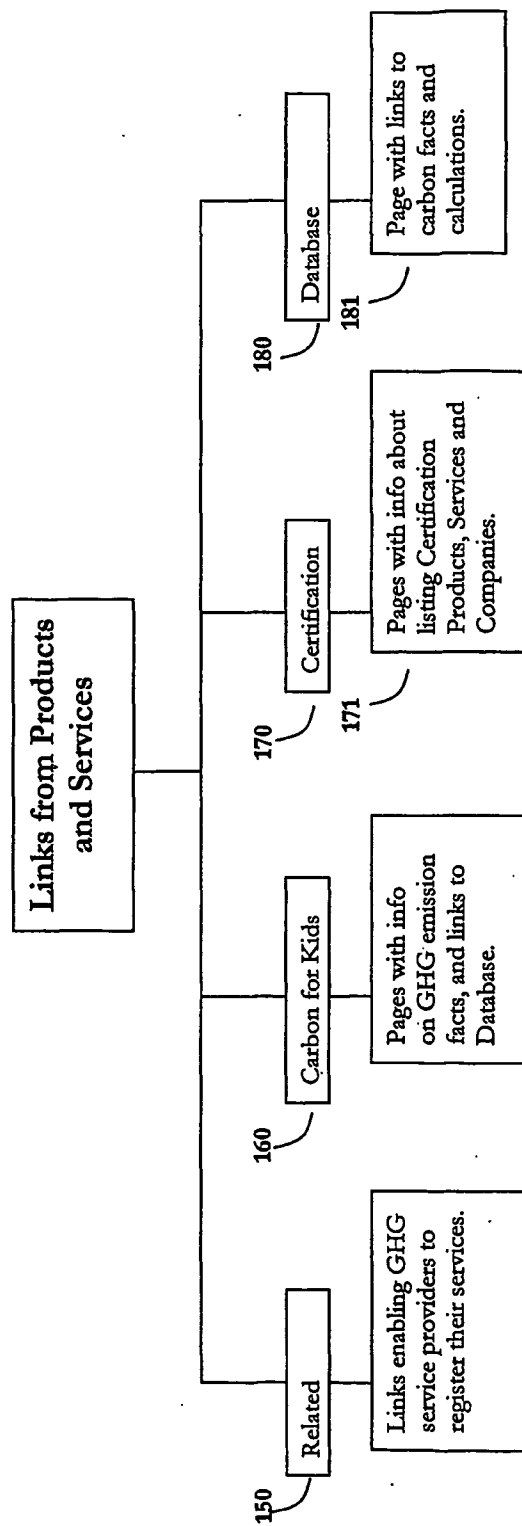 Links from Products
and Services
150
Related
Links enabling GHG
service providers to
register their services.
160
Carbon for Kids
Pages with info
on GHG emission
facts, and links to
Database.
170
Certification
171
Pages with info about
listing Certification
Products, Services and
Companies.
180
Database
181
Page with links to
carbon facts and
calculations.